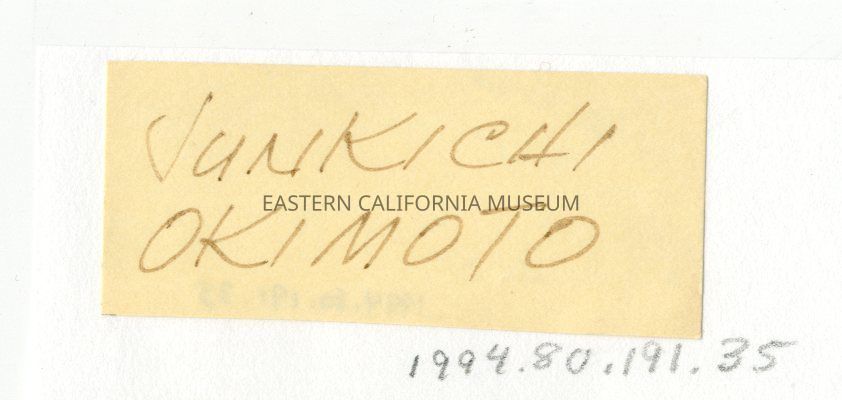 JUNKICHI
EASTERN CALIFORNIA MUSEUM
OKIMOTO
1994.80.191.35